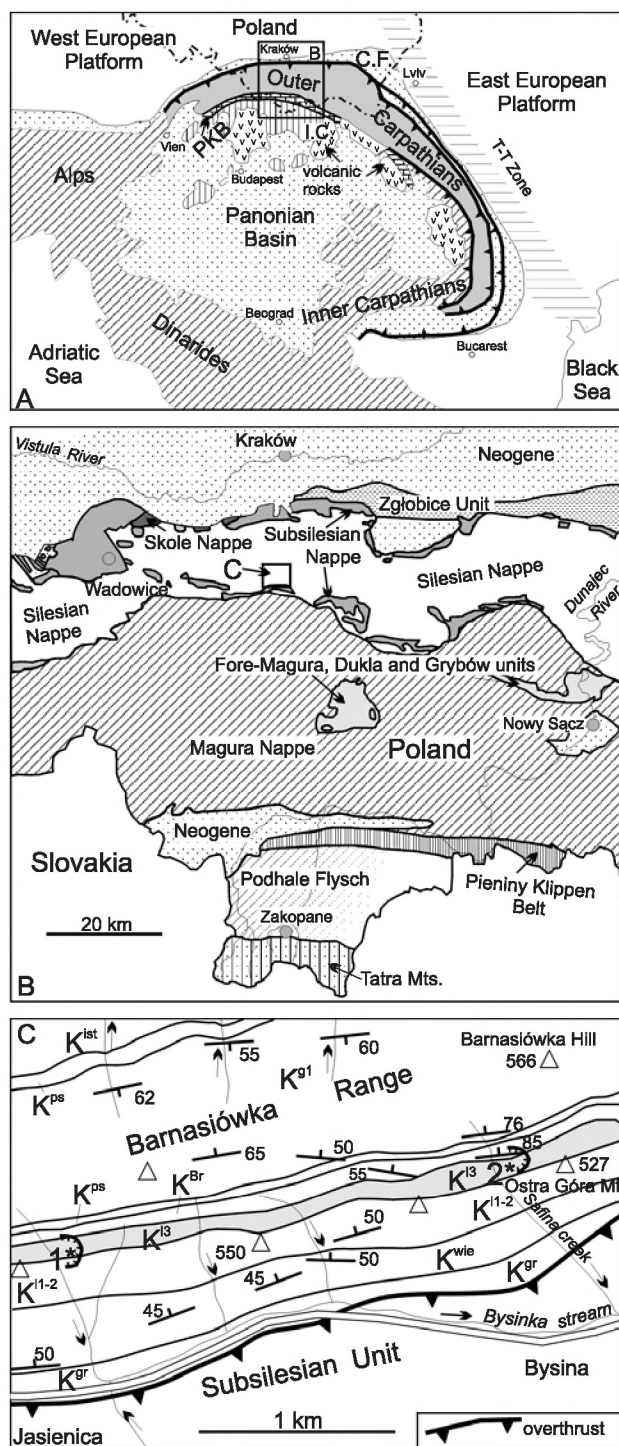 Poland
West European
Platform
Kraków
B
C.F.
Lviv
Outer
Carpathians
East European
Platform
T-T Zone
Vien
PKB
I.C.
volcanic
rocks
Alps
Budapest
Panonian
Basin
Inner Carpathians
Beograd
Dinarides
Adriatic
Sea
Bucarest
Black
Sea
A
Vistula River
Kraków
Neogene
Zgłobice Unit
Skole Nappe
Subsilesian
Nappe
C
Wadowice
Silesian Nappe
Silesian
Nappe
Dunajec
River
Fore-Magura, Dukla and Grybów units
Nowy Sącz
Magura Nappe
Poland
Neogene
Slovakia
Podhale Flysch
Pieniny Klippen
Belt
20 km
Zakopane
Tatra Mts.
B
C
K ist
55
60
Barnasiówka Hill
566
K ps
62
K g1
Range
Barnasiówka
76
65
50
85
K ps
K Br
55
K l3
2*
527
Ostra Góra Mt
K l1-2
Safina creek
1*
K l3
50
550
50
K wie
K l1-2
45
K gr
45
Bysinka stream
50
K gr
Subsilesian Unit
Bysina
1 km
Jasienica
overthrust